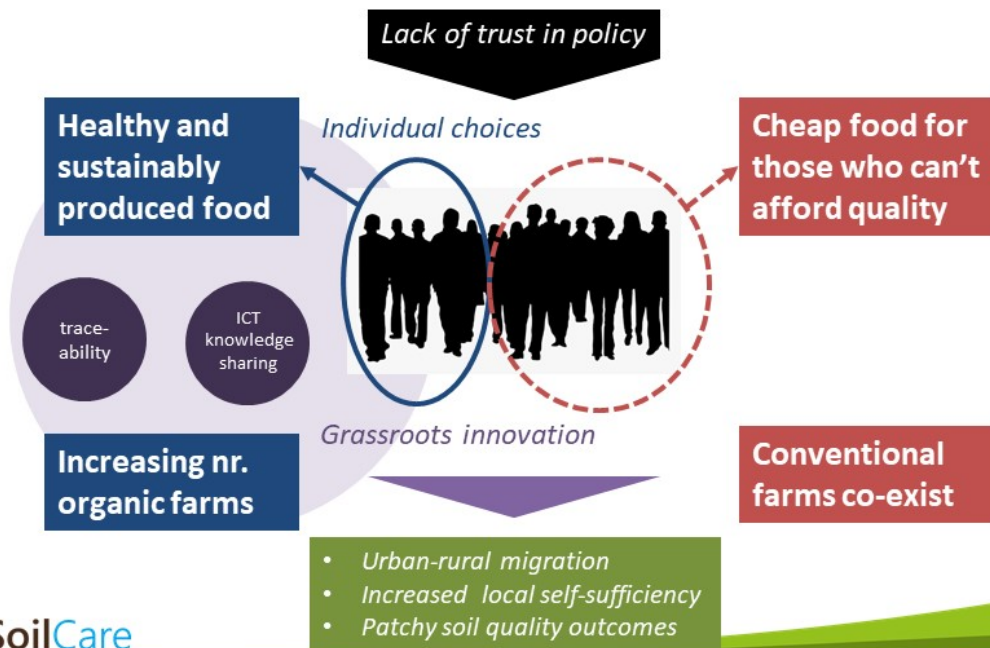 Lack of trust in policy
Healthy and
sustainably
produced food
Individual choices
Cheap food for
those who can't
afford quality
trace-
ability
ICT
knowledge
sharing
Grassroots innovation
Increasing nr.
organic farms
Conventional
farms co-exist
• Urban-rural migration
• Increased local self-sufficiency
• Patchy soil quality outcomes
SoilCare